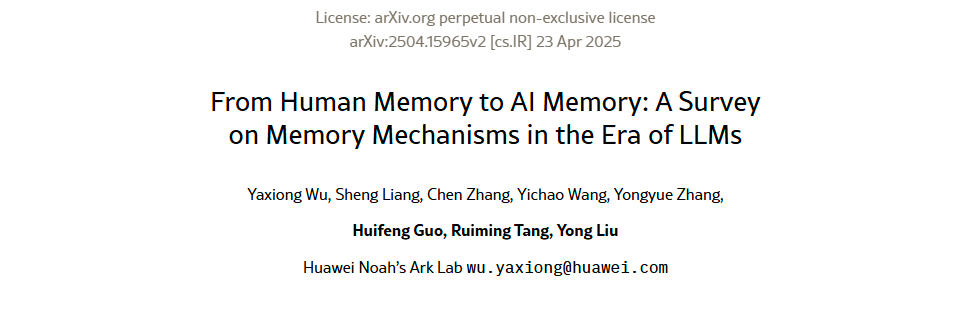 License: arXiv.org perpetual non-exclusive license
arXiv:2504.15965v2 [cs.IR] 23 Apr 2025
From Human Memory to AI Memory: A Survey
on Memory Mechanisms in the Era of LLMs
Yaxiong Wu, Sheng Liang, Chen Zhang, Yichao Wang, Yongyue Zhang,
Huifeng Guo, Ruiming Tang, Yong Liu
Huawei Noah’s Ark Lab wu.yaxiong@huawei.com